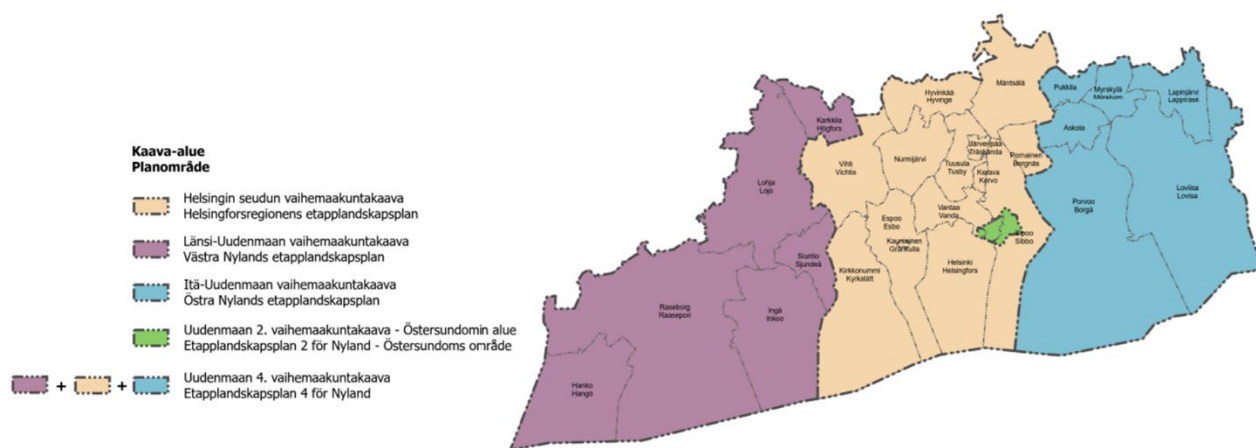 Kaava-alue
Planområde
Helsingin seudun vaihemaakuntakaava
Helsingforsregionens etapplandskapsplan
Länsi-Uudenmaan vaihemaakuntakaava
Västra Nylands etapplandskapsplan
Itä-Uudenmaan vaihemaakuntakaava
Östra Nylands etapplandskapsplan
Uudenmaan 2. vaihemaakuntakaava - Östersundomin alue
Etapplandskapsplan 2 för Nyland - Östersundoms område
+ +
Uudenmaan 4. vaihemaakuntakaava
Etapplandskapsplan 4 för Nyland
Mäntsälä
Hyvinkää
Hyvinge
Pukkila
Myrskylä
Mörskom
Lapinjärvi
Lappträsk
Karkkila
Högfors
Askola
Järvenpää
Träskända
Pornainen
Borgnäs
Vihti
Vichtis
Nurmijärvi
Tuusula
Tusby
Kerava
Kervo
Lohja
Lojo
Loviisa
Lovisa
Porvoo
Borgå
Vantaa
Vanda
Espoo
Esbo
Kauniainen
Grankulla
Sibbo
Siuntio
Sjundeå
Kirkkonummi
Kyrkslätt
Helsinki
Helsingfors
Raseborg
Raasepori
Ingå
Inkoo
Hanko
Hangö